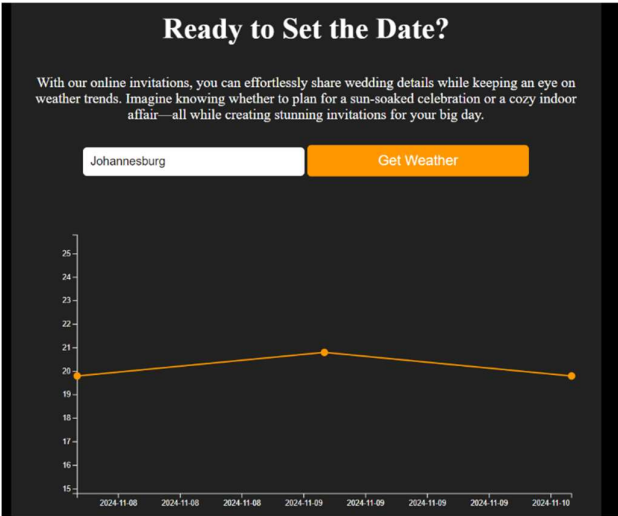 Ready to Set the Date?
With our online invitations, you can effortlessly share wedding details while keeping an eye on
weather trends. Imagine knowing whether to plan for a sun-soaked celebration or a cozy indoor
affair—all while creating stunning invitations for your big day.
Johannesburg Get Weather
25
24
23
22
21
20
19
18
17
16
15
2024-11-08 2024-11-08 2024-11-08 2024-11-09 2024-11-09 2024-11-09 2024-11-09 2024-11-10